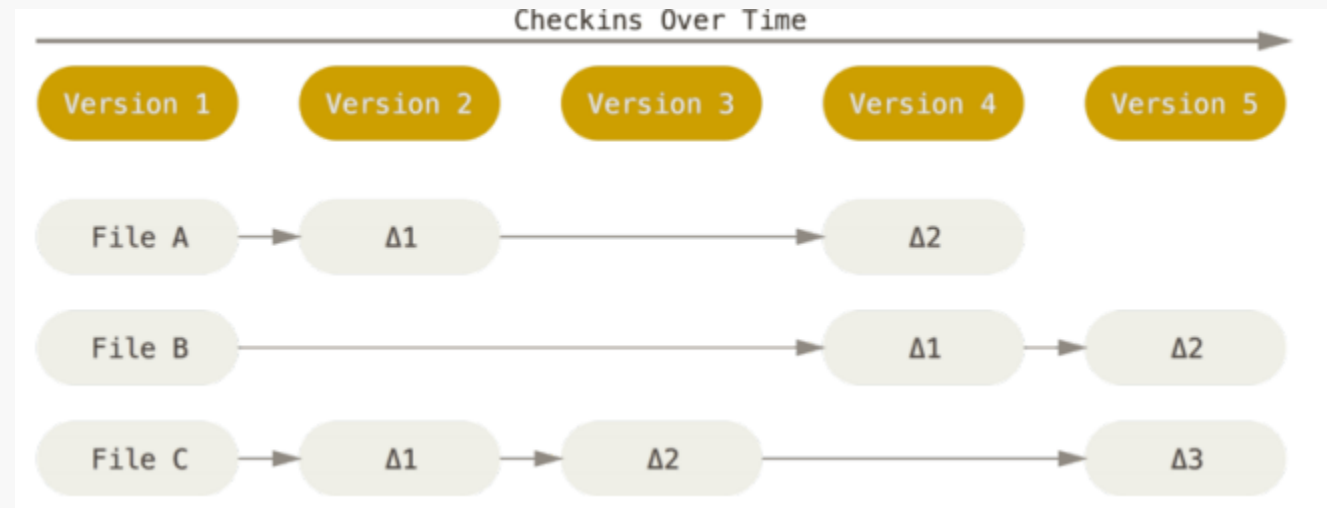 Checkins Over Time
Version 1 Version 2 Version 3 Version 4 Version 5
File A Δ1 Δ2
File B Δ1 Δ2
File C Δ1 Δ2 Δ3